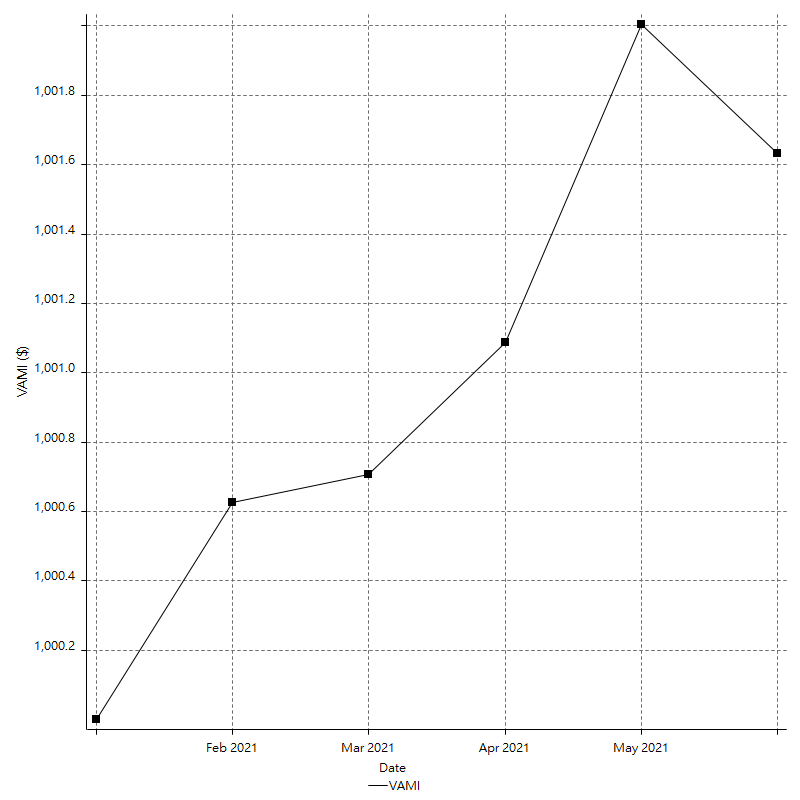 1,001.8
1,001.6
1,001.4
1,001.2
1,001.0
1,000.8
1,000.6
1,000.4
1,000.2
VAMI ($)
Feb 2021 Mar 2021 Apr 2021 May 2021
Date
VAMI